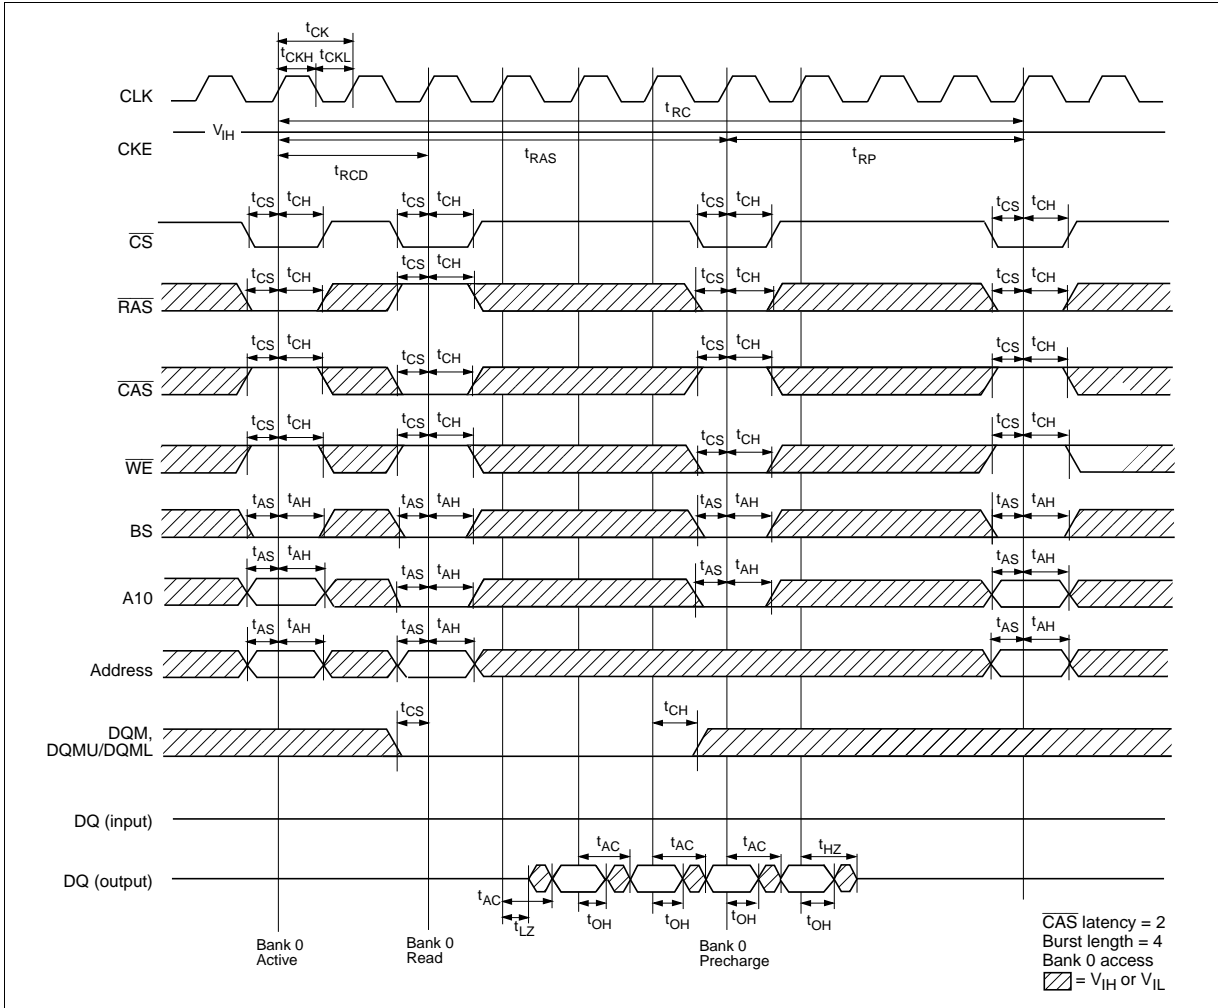 tCK
tCKH tCKL
CLK
tRC
VIH
CKE
tRAS
tRP
tRCD
tCS tCH tCS tCH tCS tCH tCS tCH
CS
tCS tCH tCS tCH tCS tCH tCS tCH
RAS
tCS tCH tCS tCH tCS tCH tCS tCH
CAS
tCS tCH tCS tCH tCS tCH tCS tCH
WE
tAS tAH tAS tAH tAS tAH tAS tAH
BS
tAS tAH tAS tAH tAS tAH tAS tAH
A10
tAS tAH tAS tAH tAS tAH
Address
tCS
tCH
DQM,
DQMU/DQML
DQ (input)
tAC tAC tAC tHZ
DQ (output)
tAC
tLZ
tOH tOH tOH tOH
Bank 0
Active
Bank 0
Read
Bank 0
Precharge
CAS latency = 2
Burst length = 4
Bank 0 access
= VIH or VIL